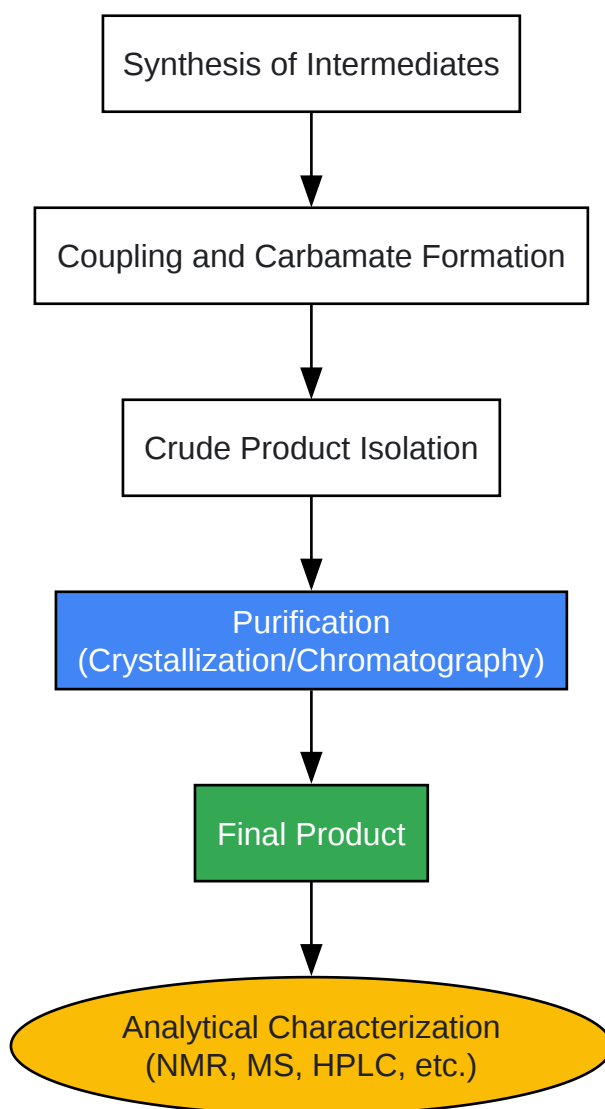 Synthesis of Intermediates
Coupling and Carbamate Formation
Crude Product Isolation
Purification
(Crystallization/Chromatography)
Final Product
Analytical Characterization
(NMR, MS, HPLC, etc.)